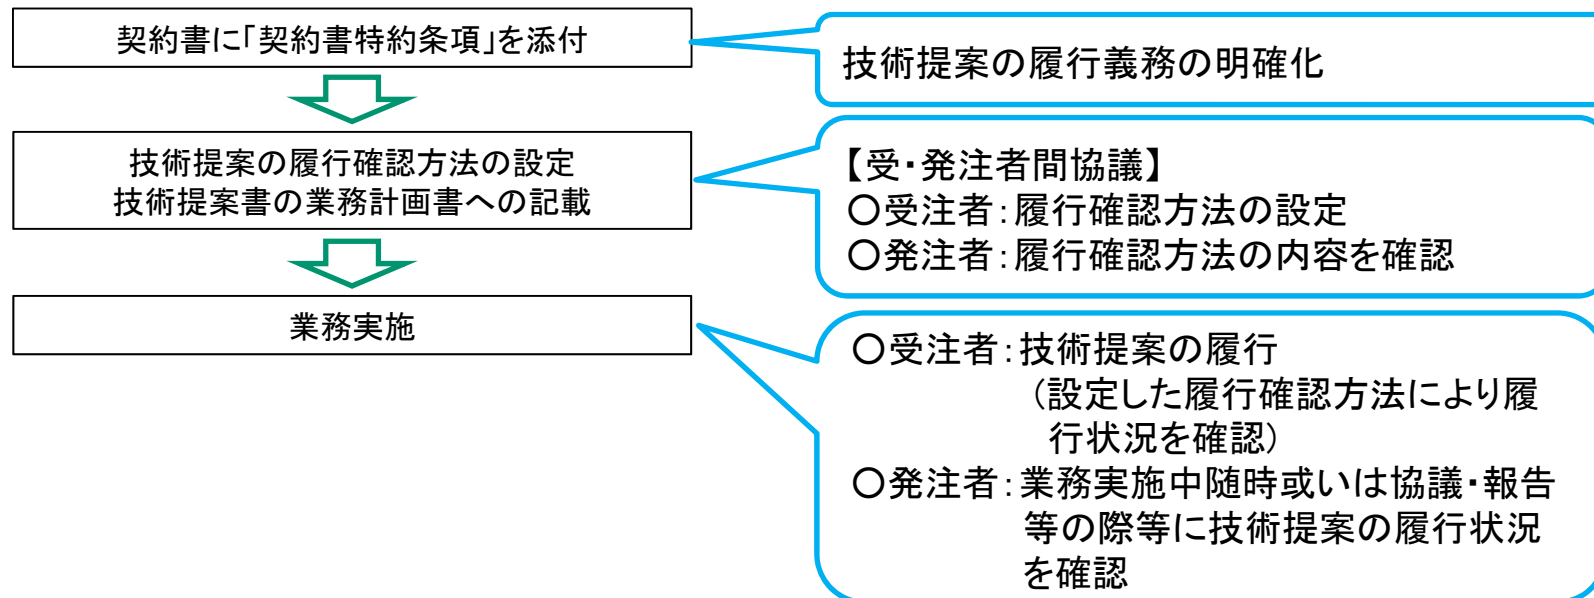 契約書に「契約書特約条項」を添付
技術提案の履行義務の明確化
技術提案の履行確認方法の設定
技術提案書の業務計画書への記載
【受・発注者間協議】
〇受注者：履行確認方法の設定
〇発注者：履行確認方法の内容を確認
業務実施
〇受注者：技術提案の履行
（設定した履行確認方法により履
行状況を確認）
〇発注者：業務実施中随時或いは協議・報告
等の際等に技術提案の履行状況
を確認